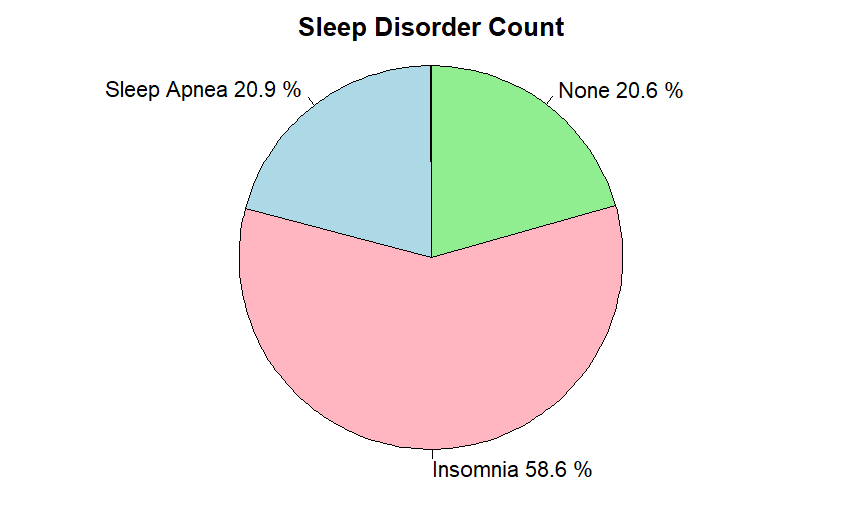 Sleep Disorder Count
Sleep Apnea 20.9 %
None 20.6 %
Insomnia 58.6 %